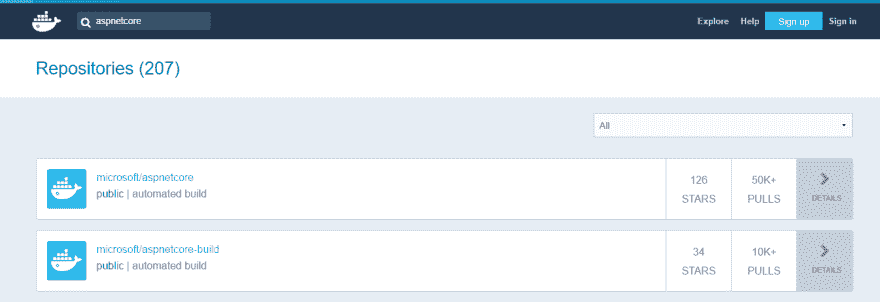 aspnetcore
Explore Help Sign up Sign in
Repositories (207)
All
microsoft/aspnetcore
public | automated build
126
STARS
50K+
PULLS
DETAILS
microsoft/aspnetcore-build
public | automated build
34
STARS
10K+
PULLS
DETAILS